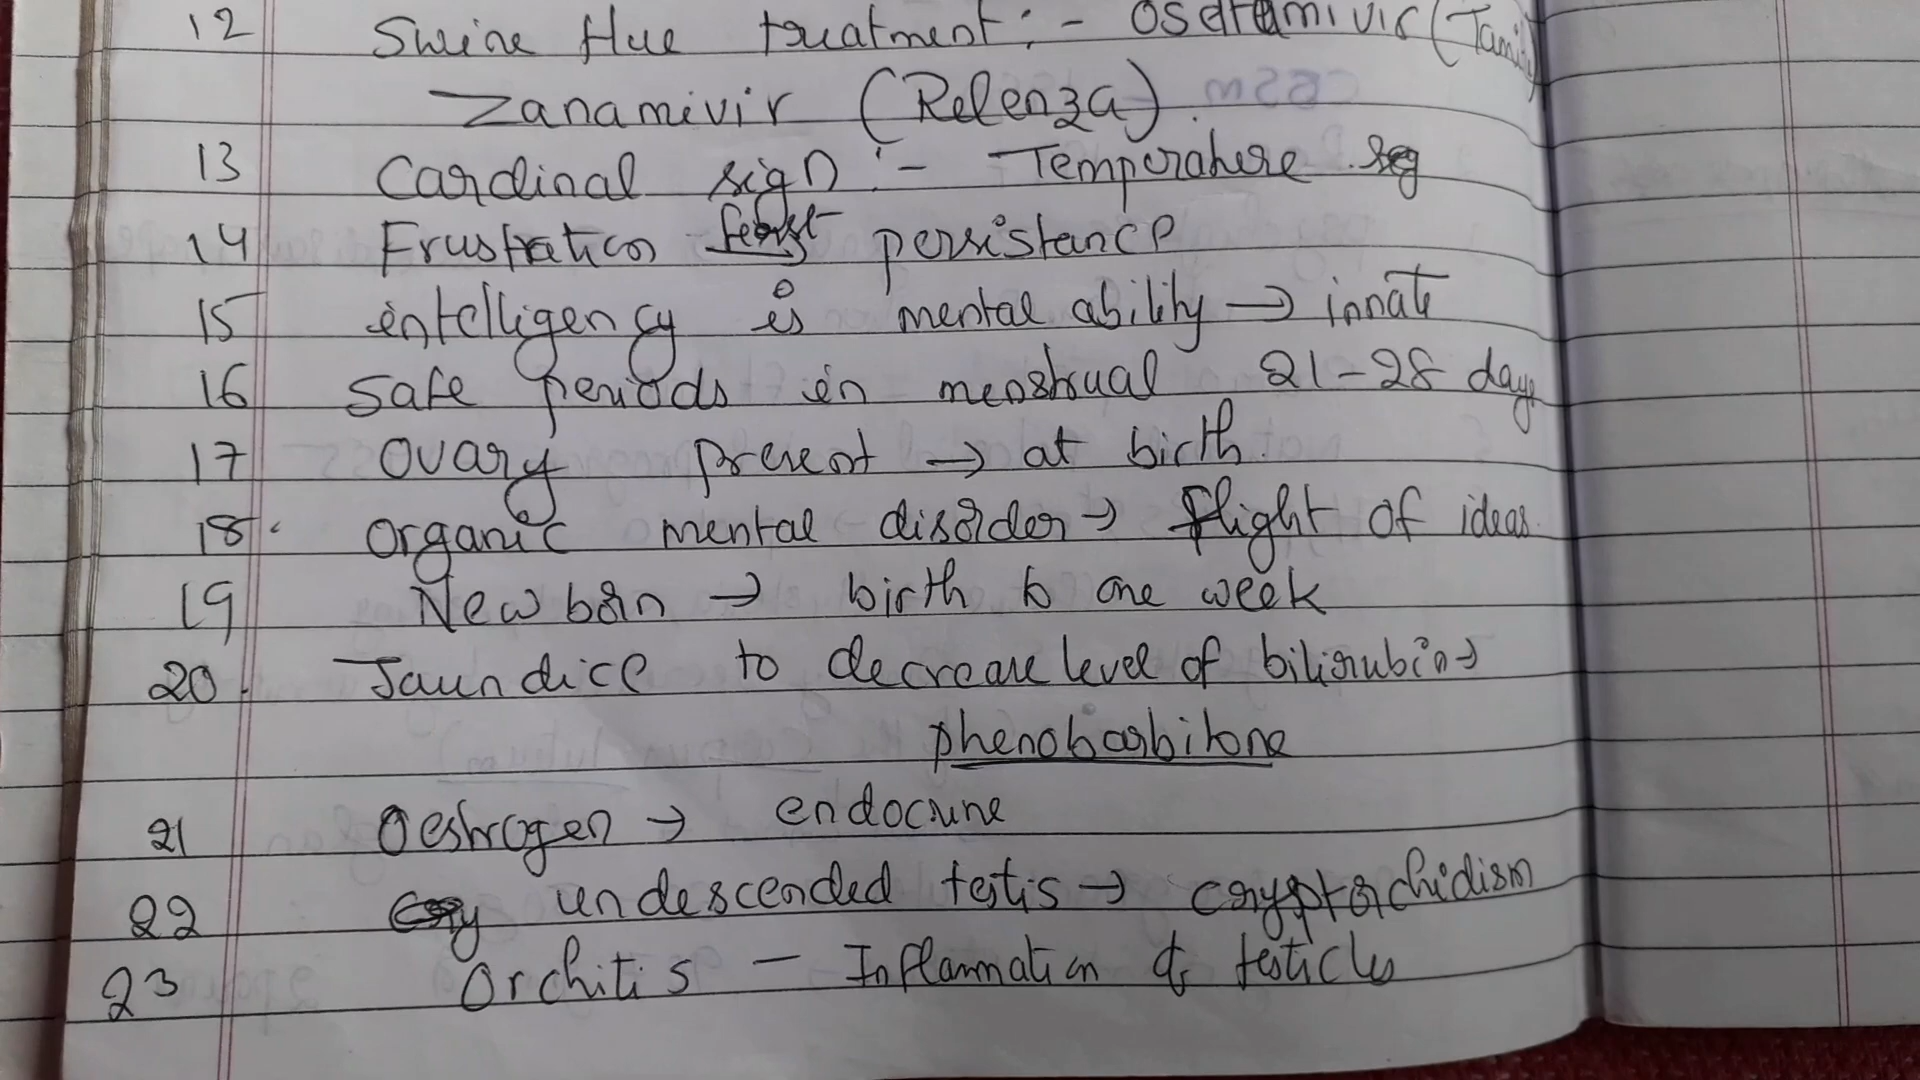 12 Swine flue treatment :- Oseltamivir (Tami
Zanamivir (Relenza).
13 Cardinal sign :- Temperature
14 Frustration first persistance
15 intelligency is mental ability → innate
16 Safe periods in menstrual 21-28 days
17 Ovary present → at birth.
18. Organic mental disorder → flight of ideas.
19 New born → birth to one week
20. Jaundice to decrease level of bilirubin →
phenobarbitone
21 Oestrogen → endocrine
22 undescended testis → cryptorchidism
23 Orchitis - Inflammation of testicles